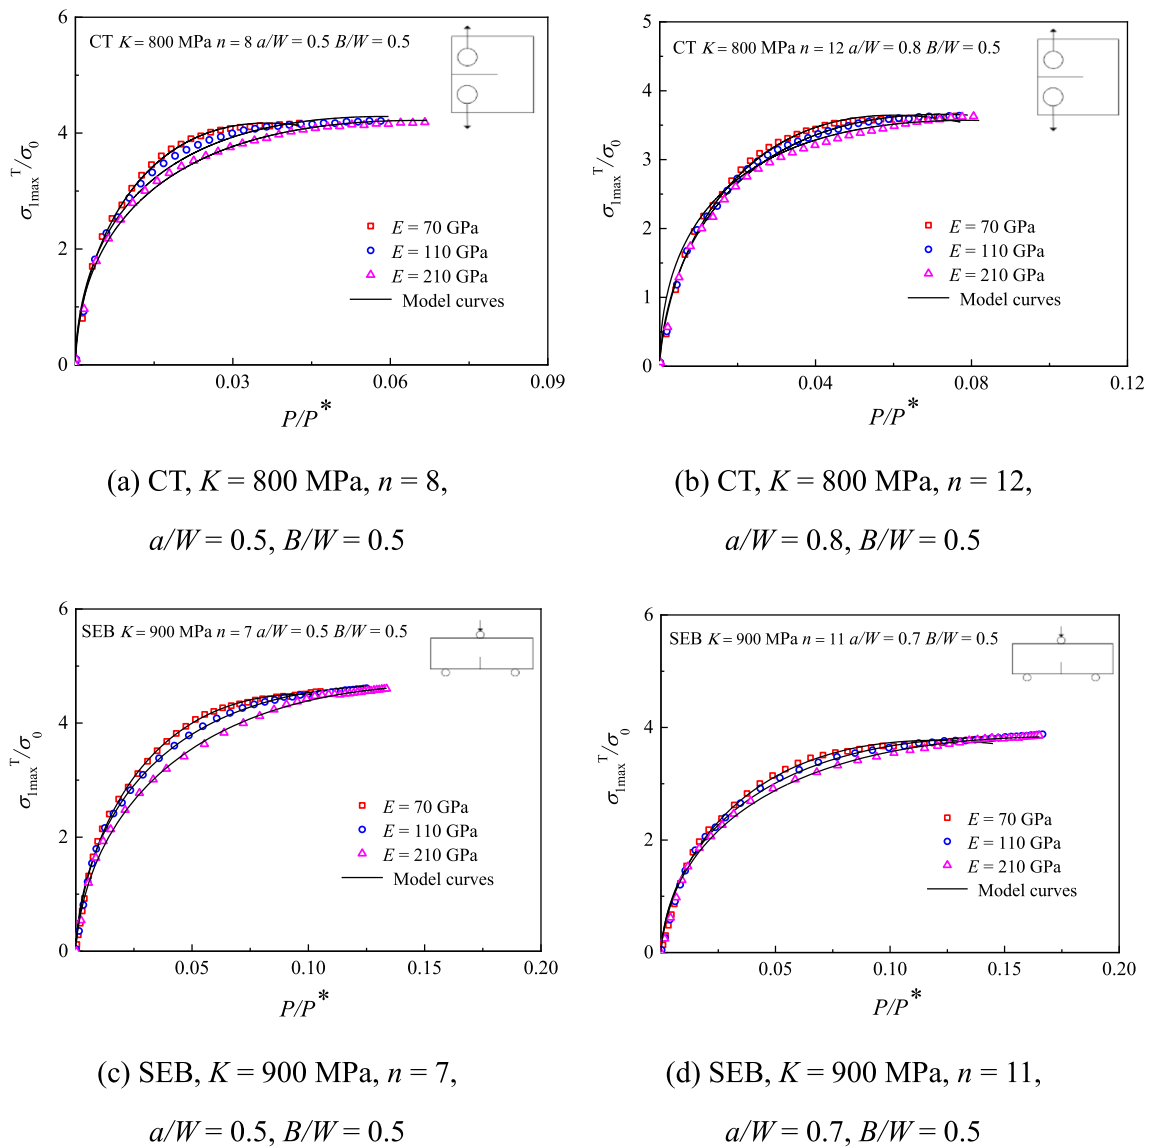 6
4
2
0
σ1maxT/σ0
CT K = 800 MPa n = 8 a/W = 0.5 B/W = 0.5
E = 70 GPa
E = 110 GPa
E = 210 GPa
Model curves
0.03 0.06 0.09
P/P*
(a) CT, K = 800 MPa, n = 8,
a/W = 0.5, B/W = 0.5
5
4
3
2
1
0
σ1maxT/σ0
CT K = 800 MPa n = 12 a/W = 0.8 B/W = 0.5
E = 70 GPa
E = 110 GPa
E = 210 GPa
Model curves
0.04 0.08 0.12
P/P*
(b) CT, K = 800 MPa, n = 12,
a/W = 0.8, B/W = 0.5
6
4
2
0
σ1maxT/σ0
SEB K = 900 MPa n = 7 a/W = 0.5 B/W = 0.5
E = 70 GPa
E = 110 GPa
E = 210 GPa
Model curves
0.05 0.10 0.15 0.20
P/P*
(c) SEB, K = 900 MPa, n = 7,
a/W = 0.5, B/W = 0.5
6
4
2
0
σ1maxT/σ0
SEB K = 900 MPa n = 11 a/W = 0.7 B/W = 0.5
E = 70 GPa
E = 110 GPa
E = 210 GPa
Model curves
0.05 0.10 0.15 0.20
P/P*
(d) SEB, K = 900 MPa, n = 11,
a/W = 0.7, B/W = 0.5